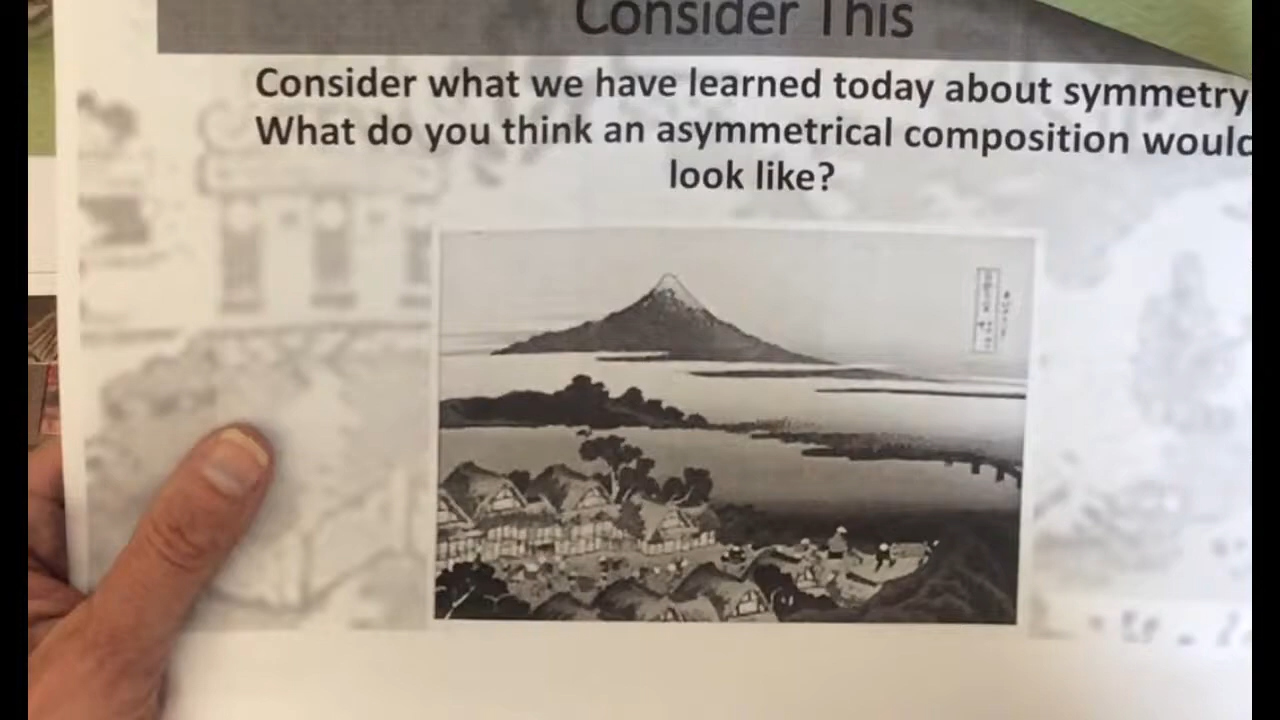 Consider This
Consider what we have learned today about symmetry
What do you think an asymmetrical composition would
look like?